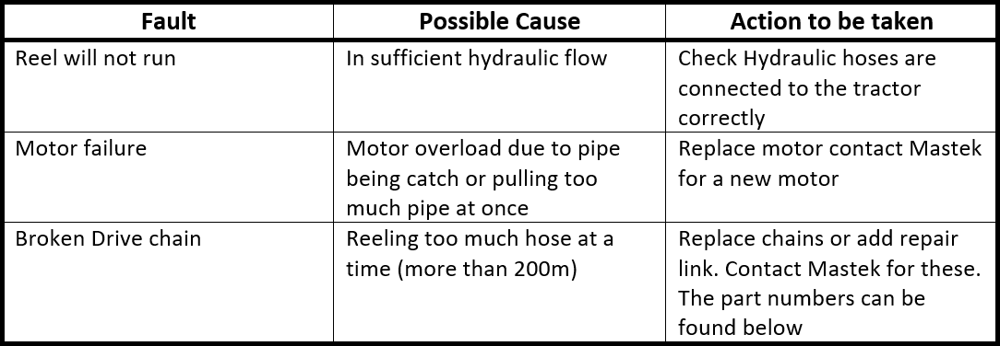 Fault
Possible Cause
Action to be taken
Reel will not run
In sufficient hydraulic flow
Check Hydraulic hoses are
connected to the tractor
correctly
Motor failure
Motor overload due to pipe
being catch or pulling too
much pipe at once
Replace motor contact Mastek
for a new motor
Broken Drive chain
Reeling too much hose at a
time (more than 200m)
Replace chains or add repair
link. Contact Mastek for these.
The part numbers can be
found below